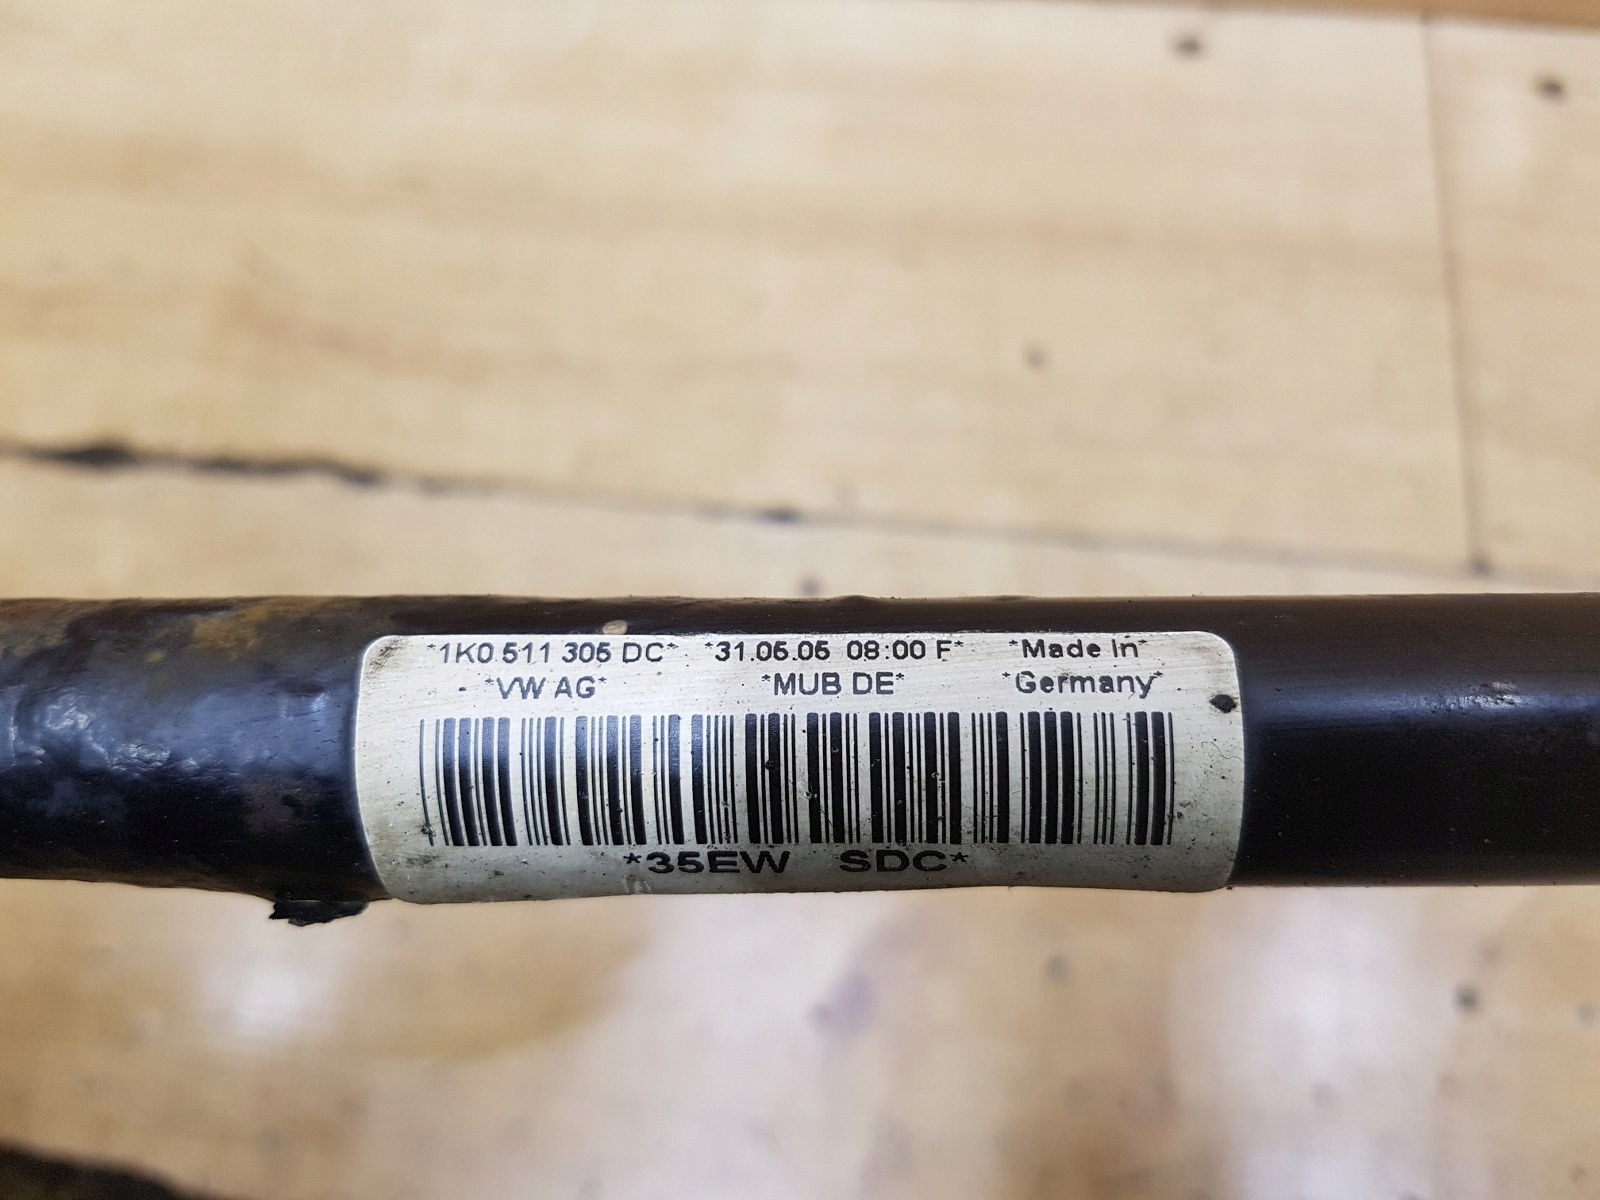 *1K0 511 305 DC* *31.05.05 08:00 F* *Made In*
*VW AG* *MUB DE* *Germany*
*35EW SDC*